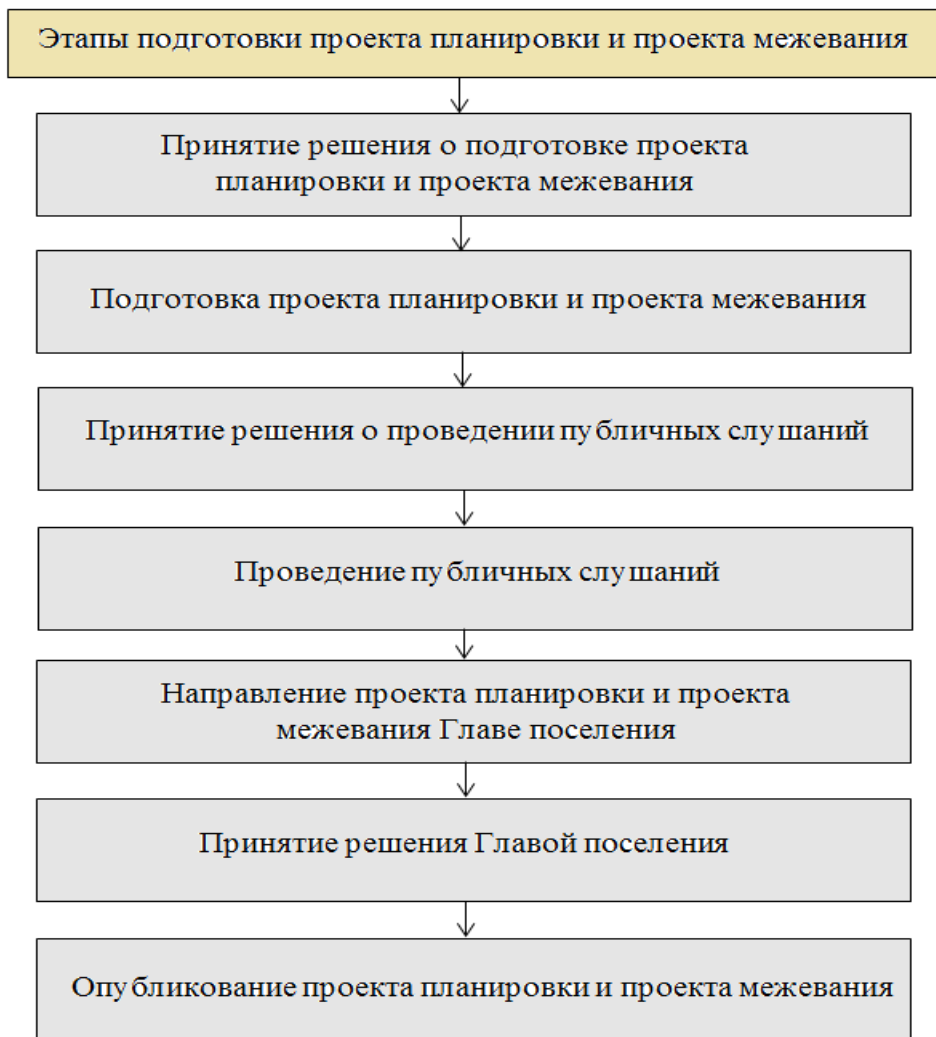 Этапы подготовки проекта планировки и проекта межевания
Принятие решения о подготовке проекта
планировки и проекта межевания
Подготовка проекта планировки и проекта межевания
Принятие решения о проведении публичных слушаний
Проведение публичных слушаний
Направление проекта планировки и проекта
межевания Главе поселения
Принятие решения Главой поселения
Опубликование проекта планировки и проекта межевания